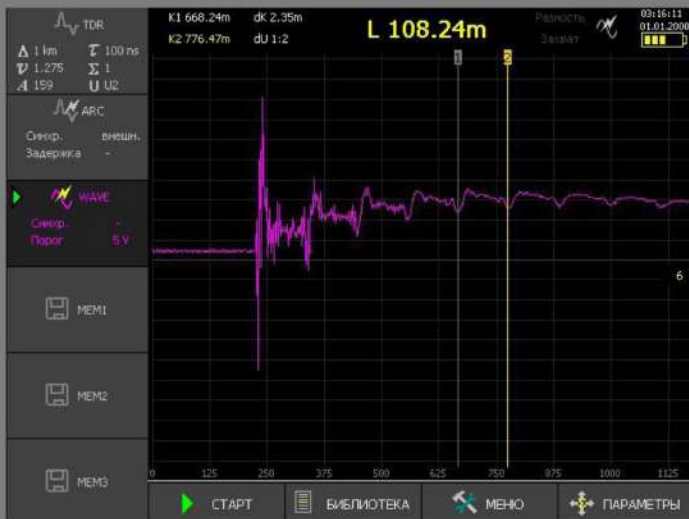 TDR
Δ 1 km τ 100 ns
υ 1.275 Σ 1
A 159 U U2
ARC
Синхр. внешн.
Задержка -
WAVE
Синхр. -
Порог 5 V
MEM1
MEM2
MEM3
K1 668.24m dK 2.35m
K2 776.47m dU 1:2
L 108.24m
Разность
Захват
03:16:11
01.01.2000
1
2
6
0 125 250 375 500 625 750 875 1000 1125
СТАРТ
БИБЛИОТЕКА
МЕНЮ
ПАРАМЕТРЫ